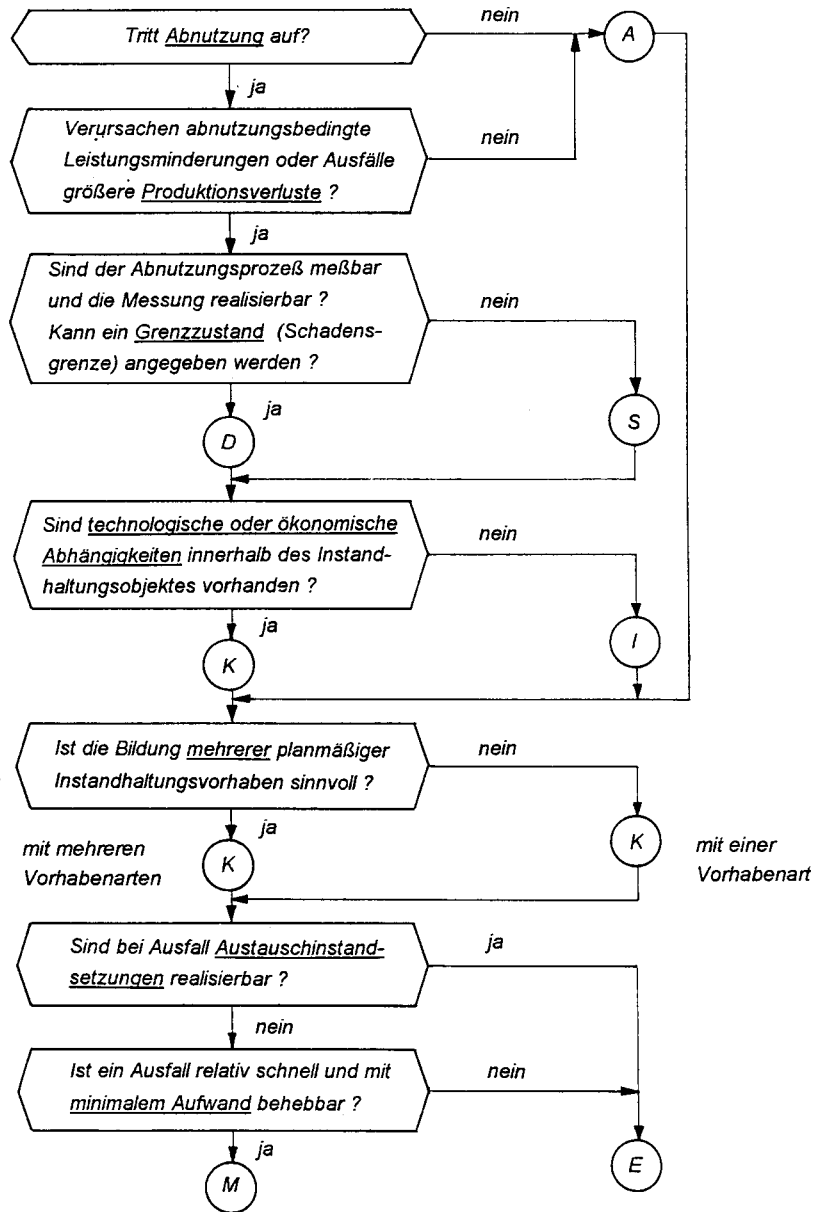 Tritt Abnutzung auf?
nein
A
ja
Verursachen abnutzungsbedingte
Leistungsminderungen oder Ausfälle
größere Produktionsverluste ?
nein
ja
Sind der Abnutzungsprozeß meßbar
und die Messung realisierbar ?
Kann ein Grenzzustand (Schadens-
grenze) angegeben werden ?
nein
ja
D
S
Sind technologische oder ökonomische
Abhängigkeiten innerhalb des Instand-
haltungsobjektes vorhanden ?
nein
ja
K
I
Ist die Bildung mehrerer planmäßiger
Instandhaltungsvorhaben sinnvoll ?
nein
ja
mit mehreren
Vorhabenarten
K
K
mit einer
Vorhabenart
Sind bei Ausfall Austauschinstand-
setzungen realisierbar ?
ja
nein
Ist ein Ausfall relativ schnell und mit
minimalem Aufwand behebbar ?
nein
ja
M
E